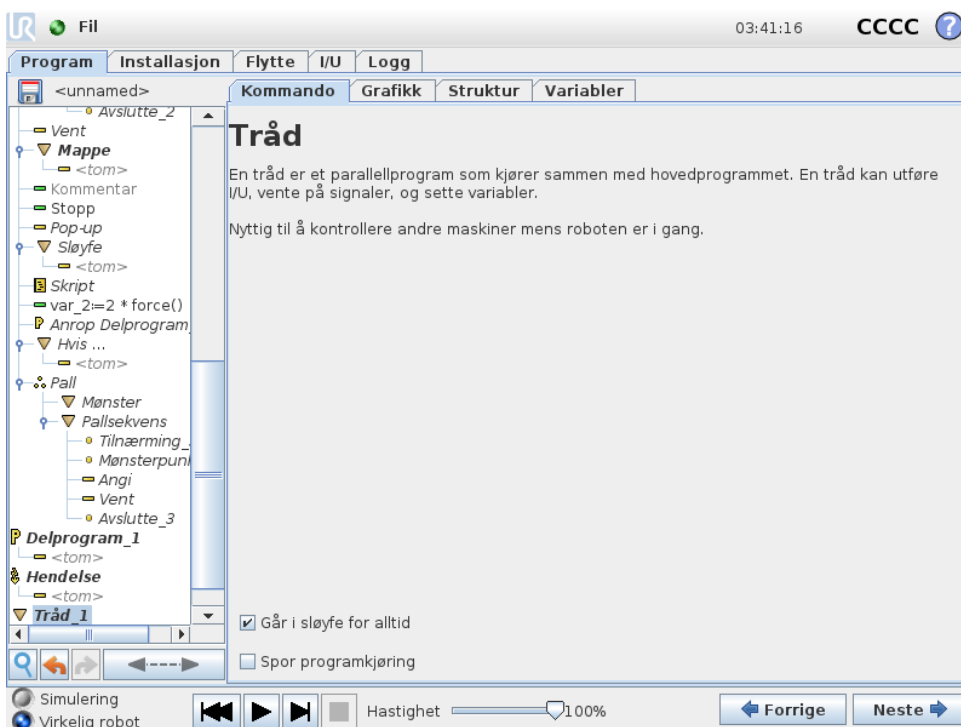 UR Fil 03:41:16 CCCC ?
Program Installasjon Flytte I/U Logg
<unnamed>
Kommando Grafikk Struktur Variabler
Avslutte_2
Vent
Mappe
<tom>
Kommentar
Stopp
Pop-up
Sløyfe
<tom>
Skript
var_2:=2 * force()
Anrop Delprogram_
Hvis ...
<tom>
Pall
Mønster
Pallsekvens
Tilnærming_
Mønsterpunk
Angi
Vent
Avslutte_3
P Delprogram_1
<tom>
Hendelse
<tom>
Tråd_1
Tråd
En tråd er et parallellprogram som kjører sammen med hovedprogrammet. En tråd kan utføre
I/U, vente på signaler, og sette variabler.
Nyttig til å kontrollere andre maskiner mens roboten er i gang.
Går i sløyfe for alltid
Spor programkjøring
Simulering
Virkelig robot
Hastighet 100%
Forrige Neste